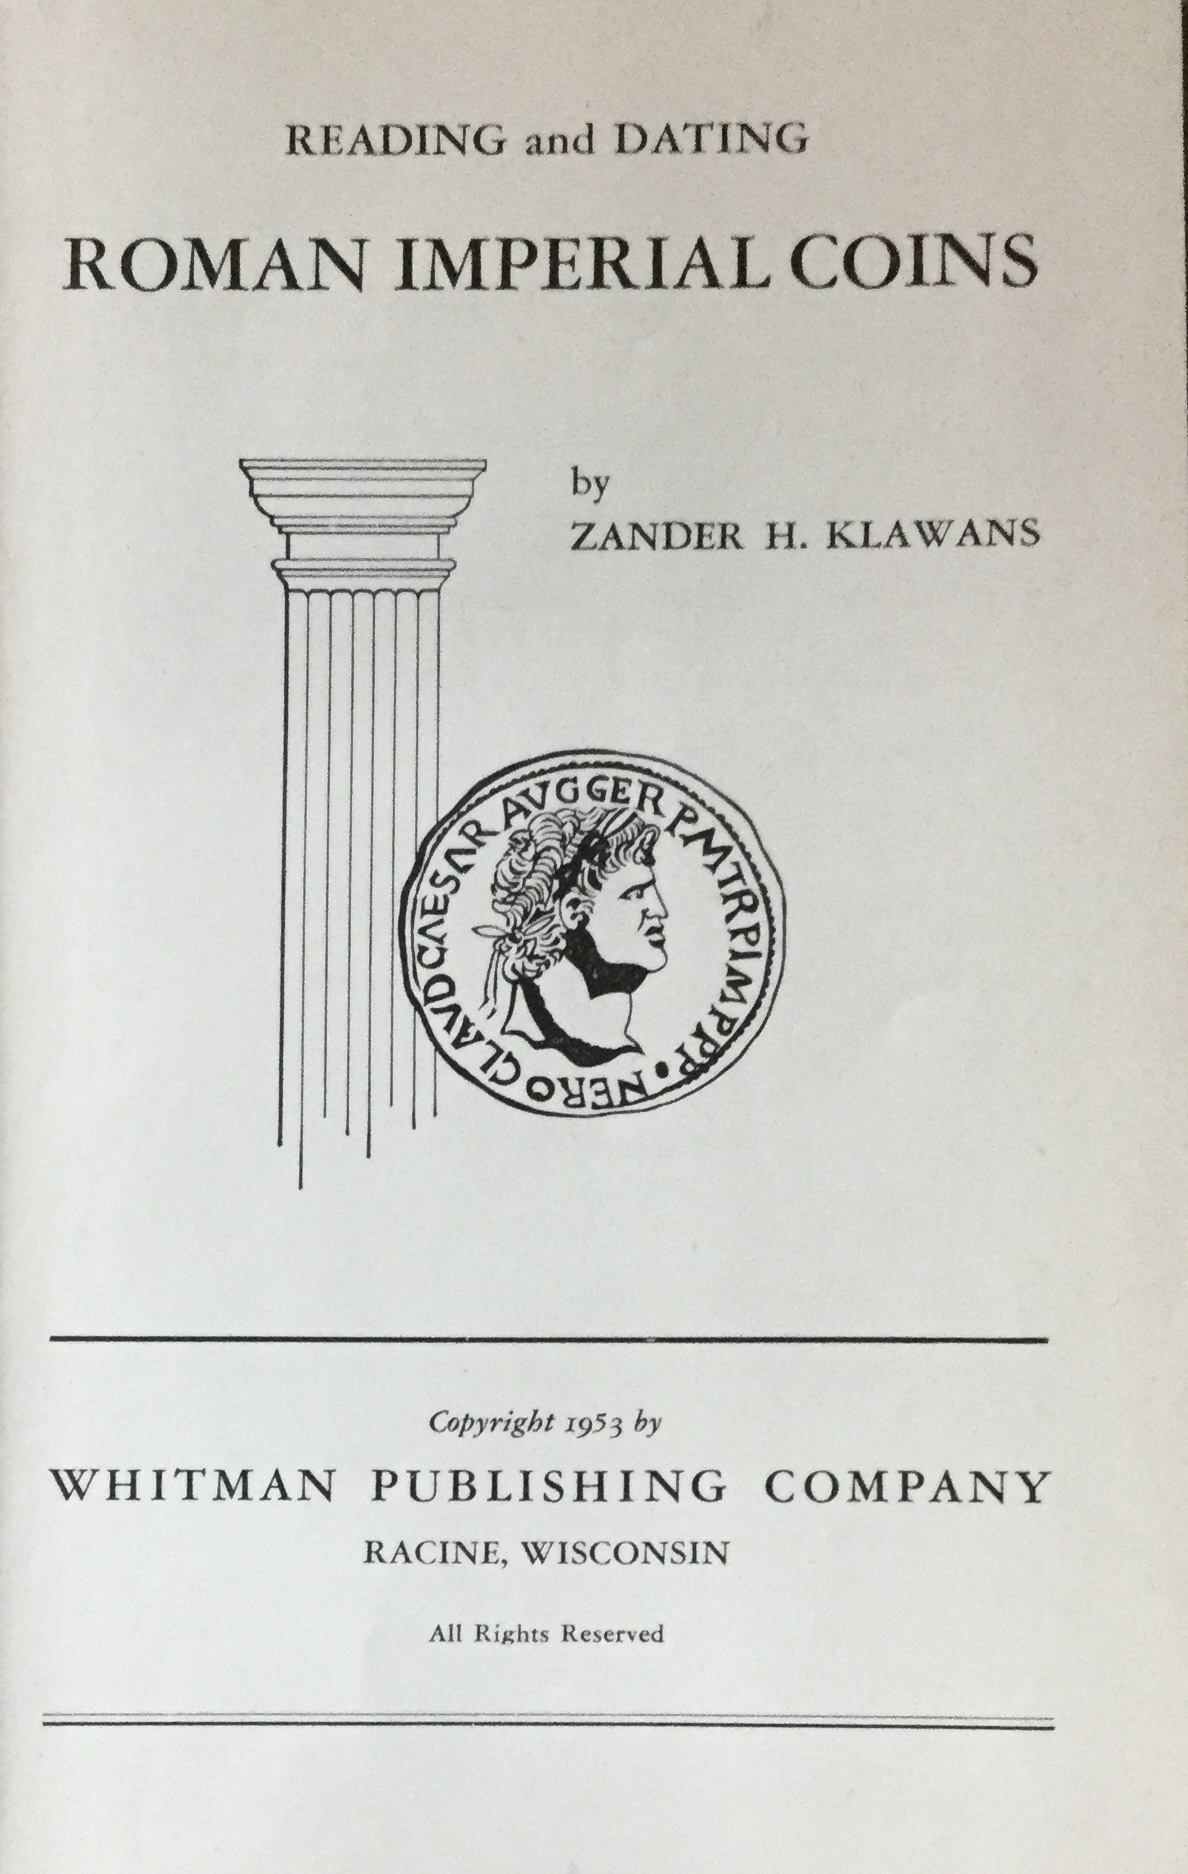 READING and DATING
ROMAN IMPERIAL COINS
by
ZANDER H. KLAWANS
NERO CLAVD CAESAR AVG GER P M TR P IMP P P •
Copyright 1953 by
WHITMAN PUBLISHING COMPANY
RACINE, WISCONSIN
All Rights Reserved